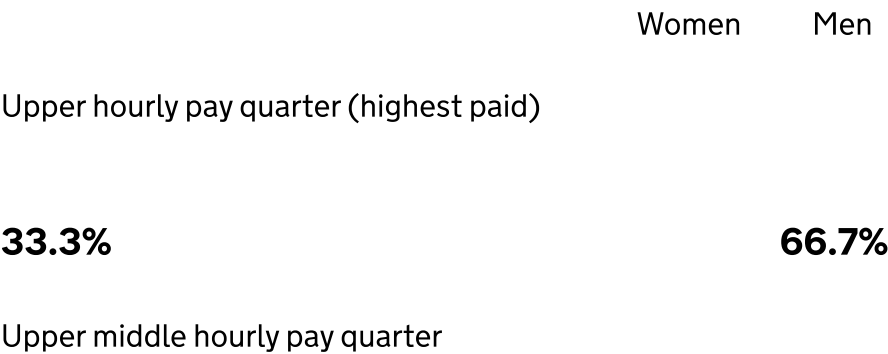 Women Men
Upper hourly pay quarter (highest paid)
33.3% 66.7%
Upper middle hourly pay quarter